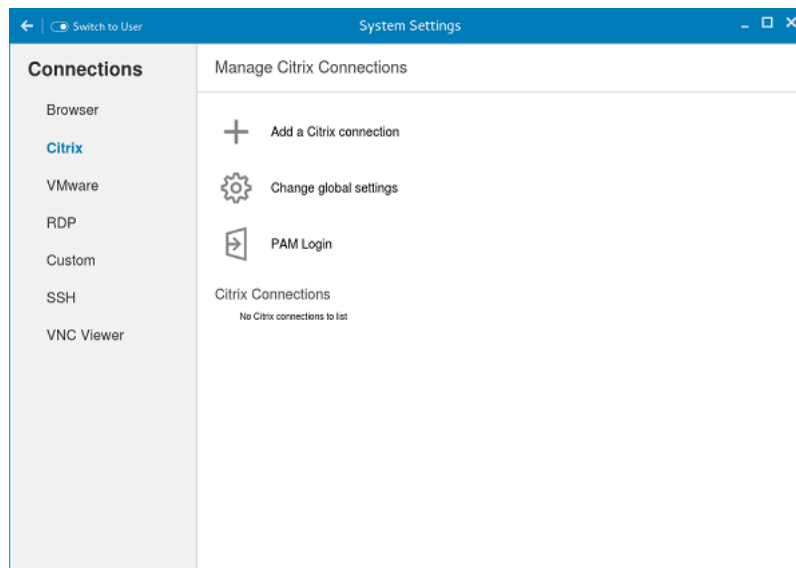 Switch to User
System Settings
Connections
Browser
Citrix
VMware
RDP
Custom
SSH
VNC Viewer
Manage Citrix Connections
Add a Citrix connection
Change global settings
PAM Login
Citrix Connections
No Citrix connections to list